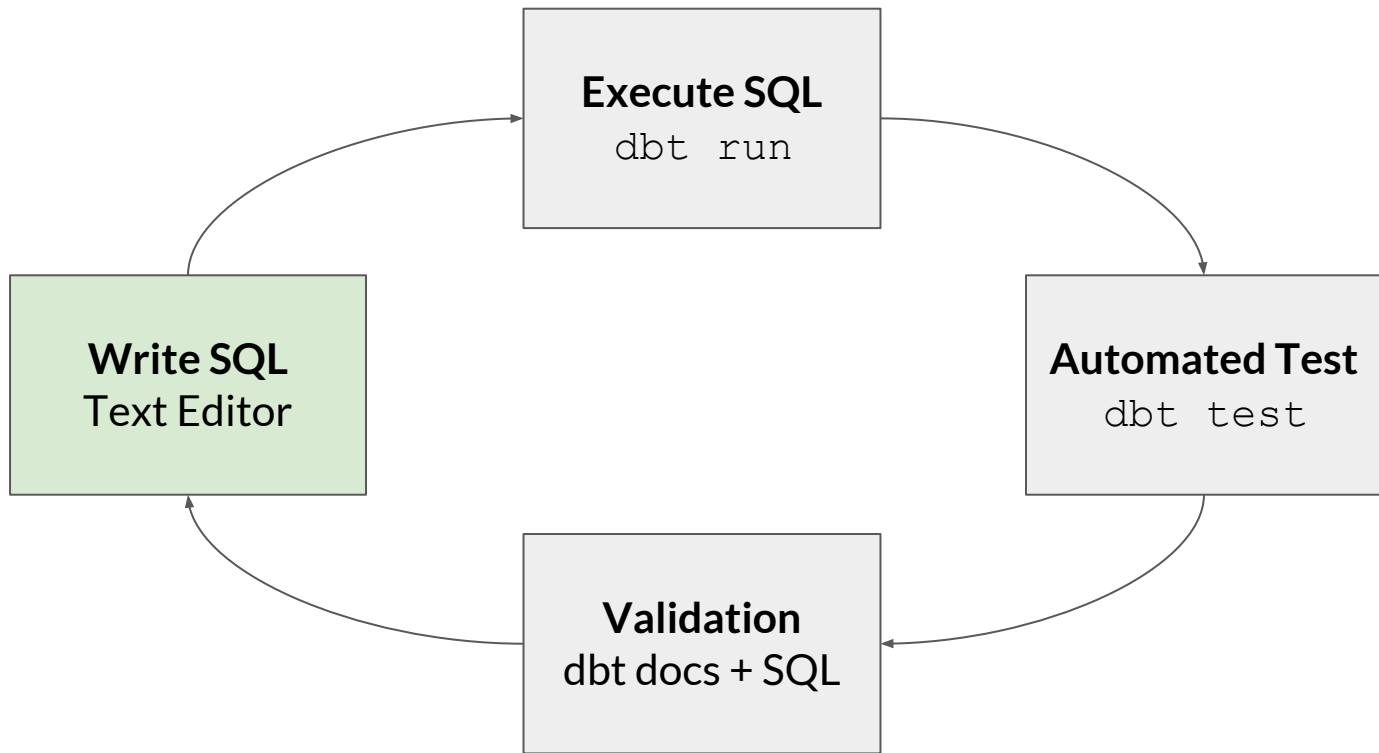 Execute SQL
dbt run
Write SQL
Text Editor
Automated Test
dbt test
Validation
dbt docs + SQL